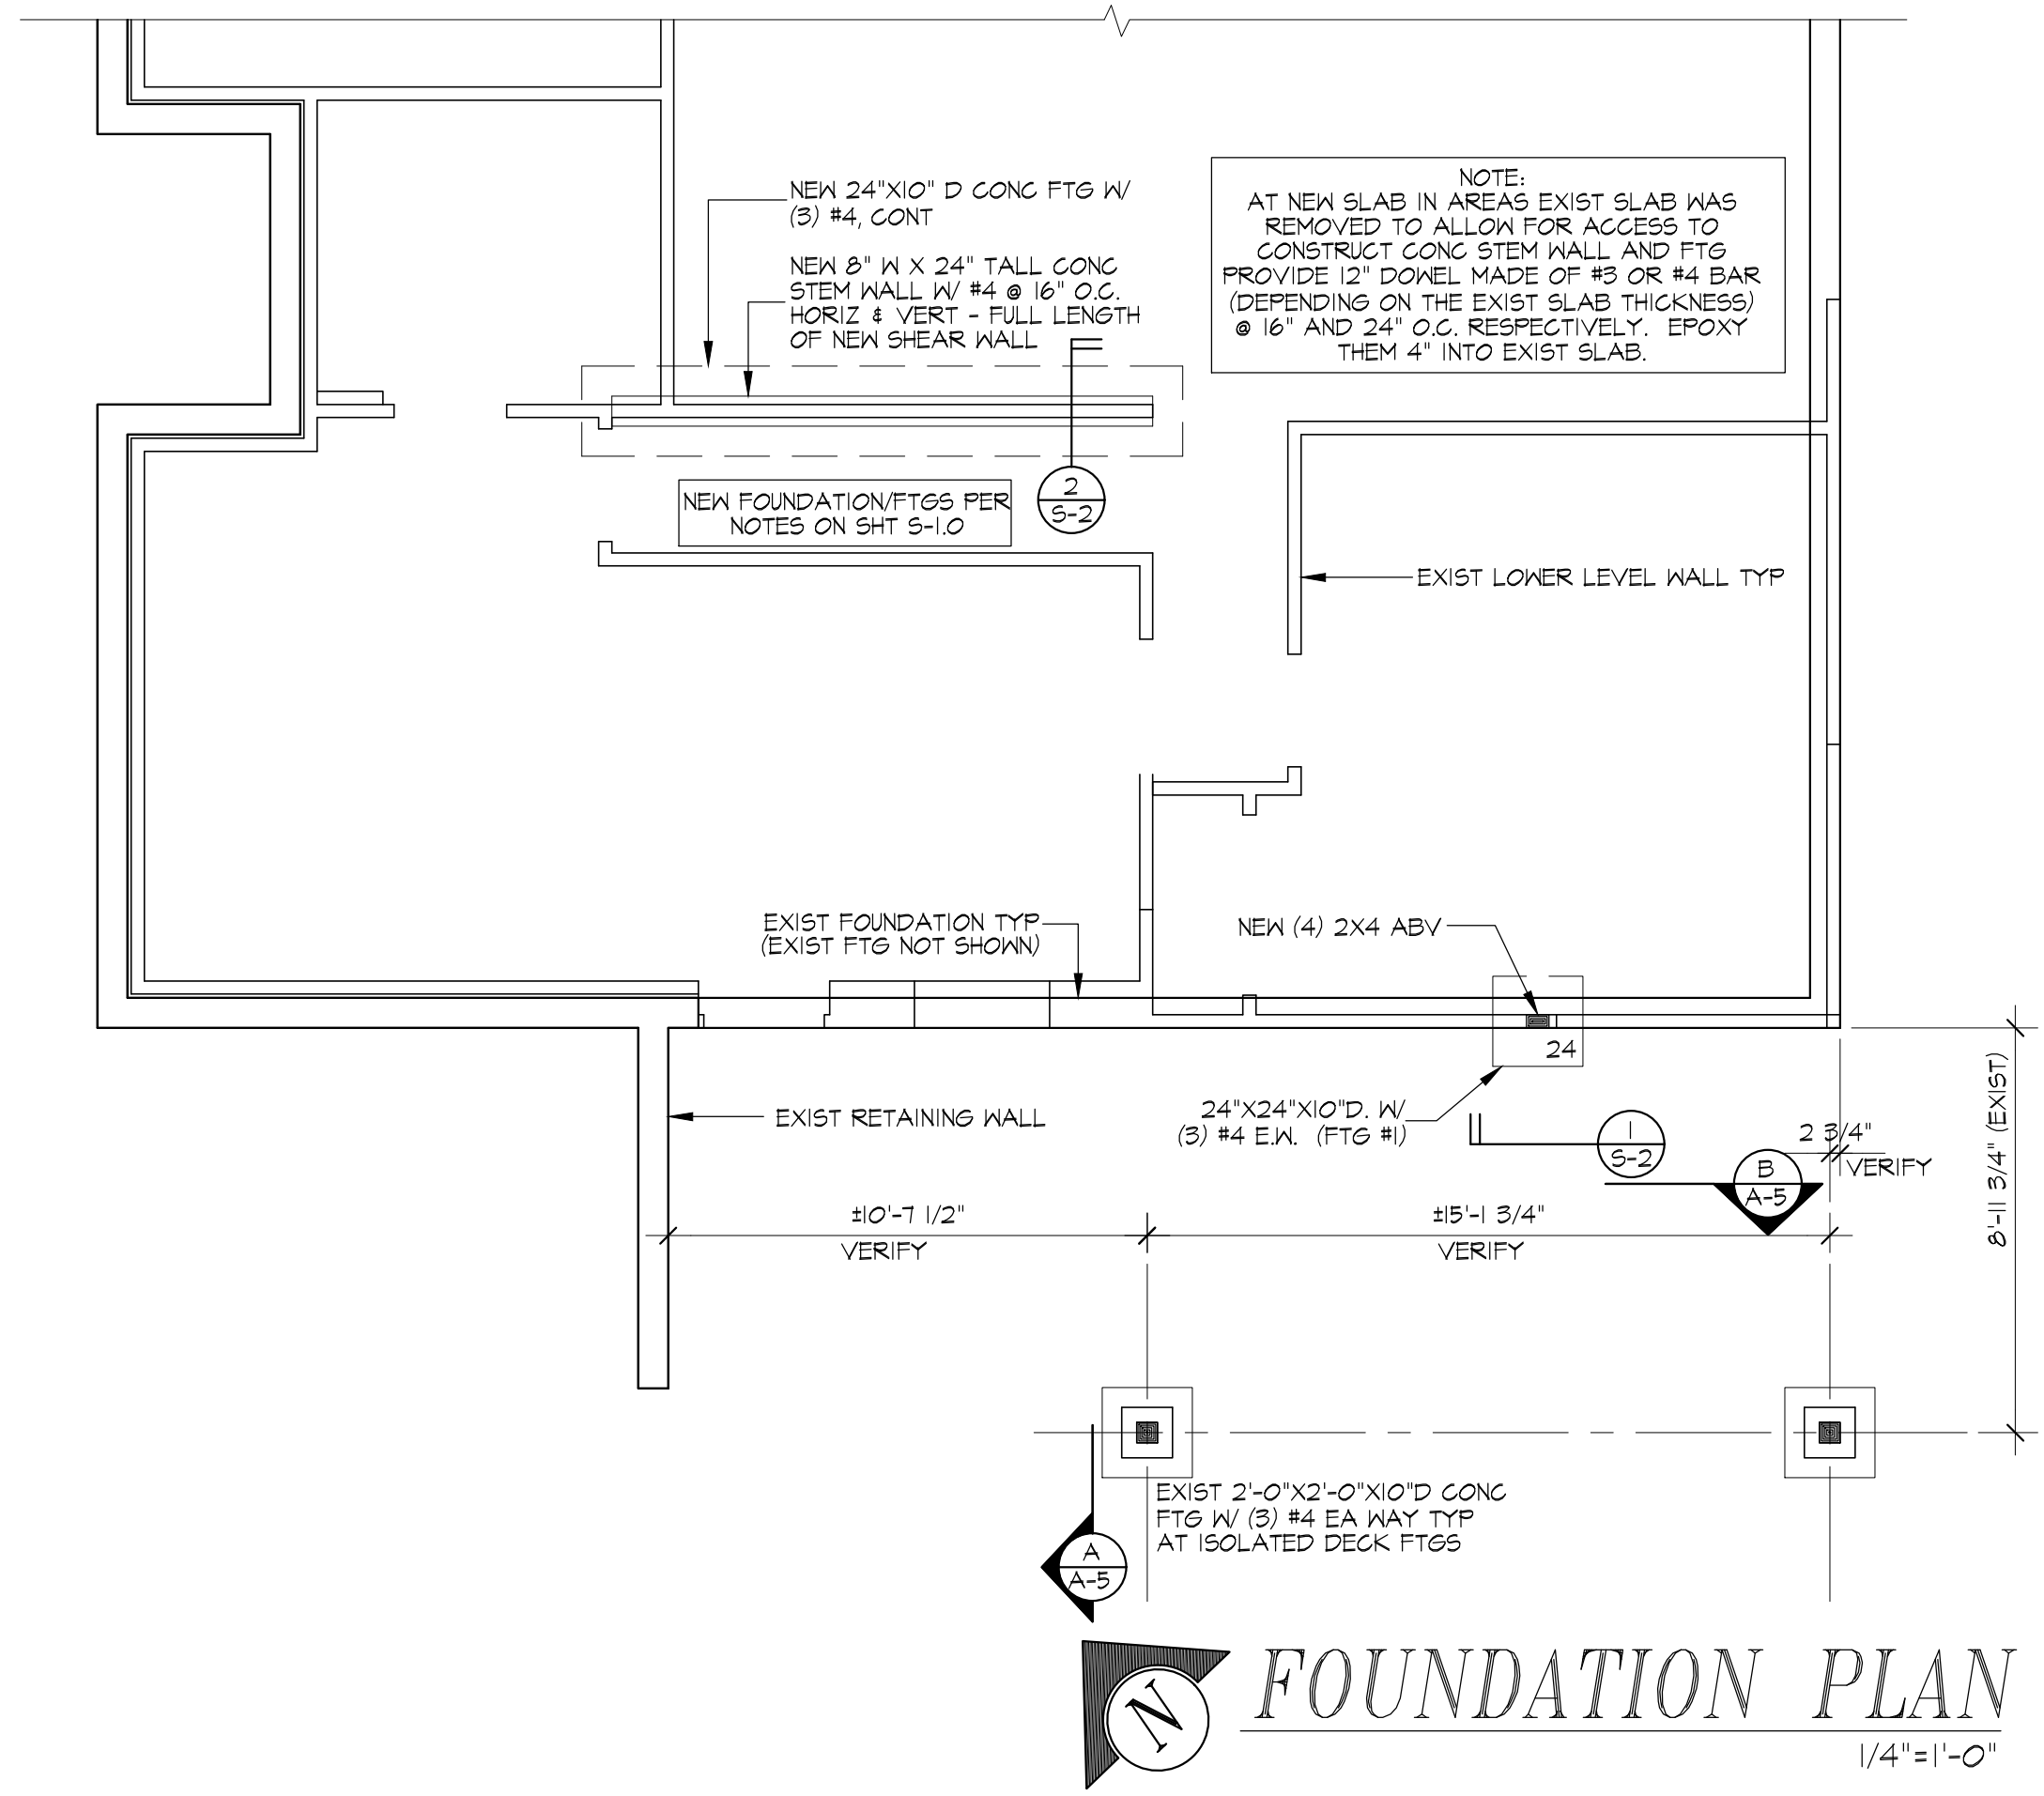 NEW 24"X10" D CONC FTG W/
(3) #4, CONT
NEW 8" W X 24" TALL CONC
STEM WALL W/ #4 @ 16" O.C.
HORIZ & VERT - FULL LENGTH
OF NEW SHEAR WALL
NOTE:
AT NEW SLAB IN AREAS EXIST SLAB WAS
REMOVED TO ALLOW FOR ACCESS TO
CONSTRUCT CONC STEM WALL AND FTG
PROVIDE 12" DOWEL MADE OF #3 OR #4 BAR
(DEPENDING ON THE EXIST SLAB THICKNESS)
@ 16" AND 24" O.C. RESPECTIVELY. EPOXY
THEM 4" INTO EXIST SLAB.
NEW FOUNDATION/FTGS PER
NOTES ON SHT S-1.0
2
S-2
EXIST LOWER LEVEL WALL TYP
EXIST FOUNDATION TYP
(EXIST FTG NOT SHOWN)
NEW (4) 2X4 ABV
24
EXIST RETAINING WALL
24"X24"X10"D. W/
(3) #4 E.W. (FTG #1)
1
S-2
2 3/4"
VERIFY
B
A-5
8'-11 3/4" (EXIST)
±10'-7 1/2"
VERIFY
±15'-1 3/4"
VERIFY
EXIST 2'-0"X2'-0"X10"D CONC
FTG W/ (3) #4 EA WAY TYP
AT ISOLATED DECK FTGS
A
A-5
N
FOUNDATION PLAN
1/4"=1'-0"